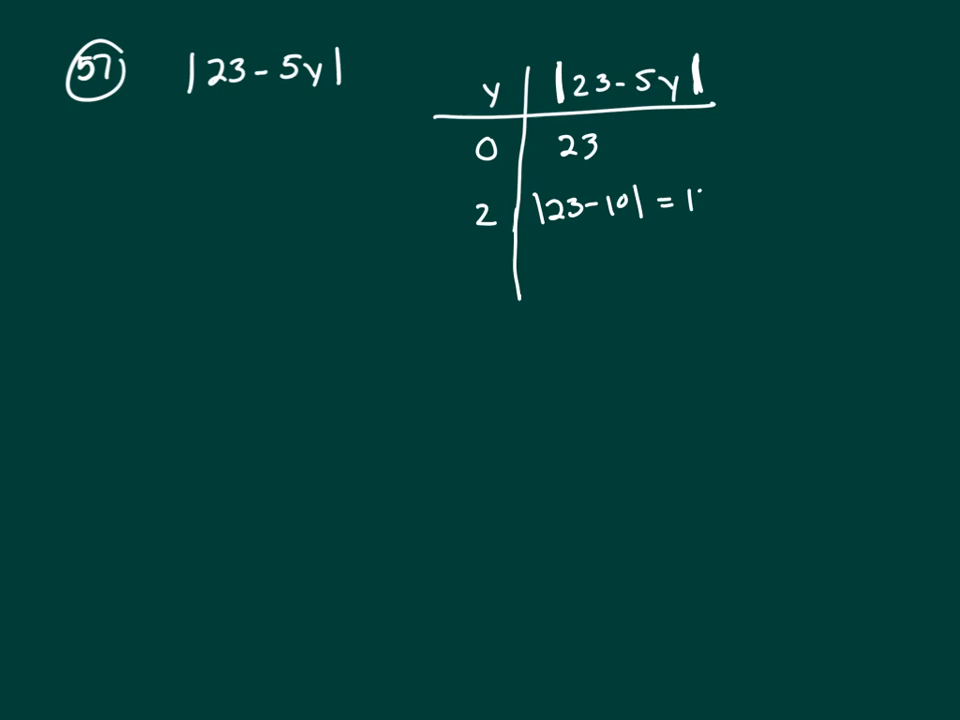 57 |23-5y|
y |23-5y|
0 23
2 |23-10| = 1